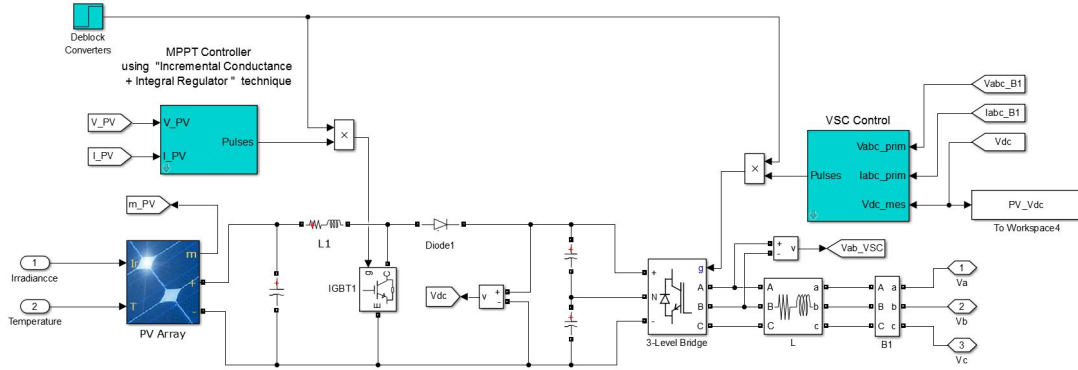 Deblock
Converters
MPPT Controller
using "Incremental Conductance
+ Integral Regulator " technique
V_PV
I_PV
V_PV
I_PV
Pulses
×
m_PV
1
Irradiancce
2
Temperature
Ir
T
m
+
-
PV Array
L1
g
C
E
IGBT1
Diode1
Vdc
v
+
-
+
N
-
g
A
B
C
3-Level Bridge
+
-
v
Vab_VSC
A
B
C
a
b
c
L
A
B
C
a
b
c
B1
1
Va
2
Vb
3
Vc
×
VSC Control
Pulses
Vabc_prim
Iabc_prim
Vdc_mes
Vabc_B1
Iabc_B1
Vdc
PV_Vdc
To Workspace4